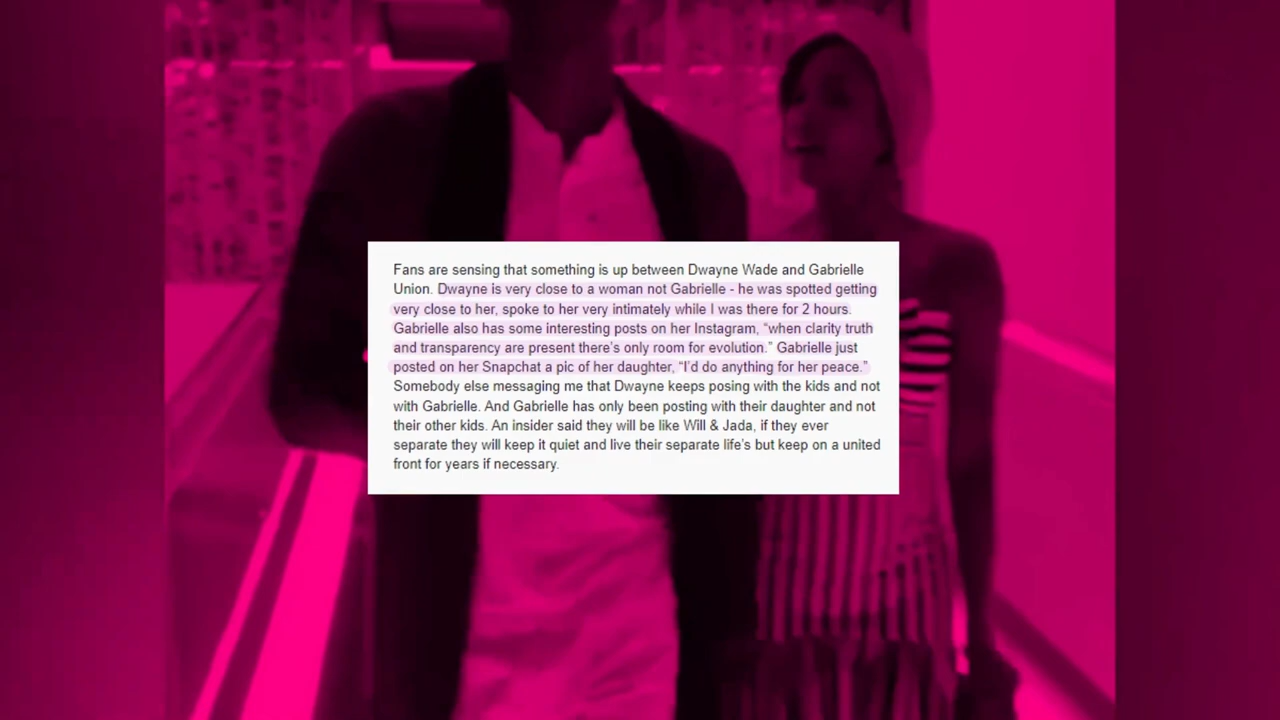 Fans are sensing that something is up between Dwayne Wade and Gabrielle
Union. Dwayne is very close to a woman not Gabrielle - he was spotted getting
very close to her, spoke to her very intimately while I was there for 2 hours.
Gabrielle also has some interesting posts on her Instagram, “when clarity truth
and transparency are present there’s only room for evolution.” Gabrielle just
posted on her Snapchat a pic of her daughter, “I’d do anything for her peace.”
Somebody else messaging me that Dwayne keeps posing with the kids and not
with Gabrielle. And Gabrielle has only been posting with their daughter and not
their other kids. An insider said they will be like Will & Jada, if they ever
separate they will keep it quiet and live their separate life’s but keep on a united
front for years if necessary.